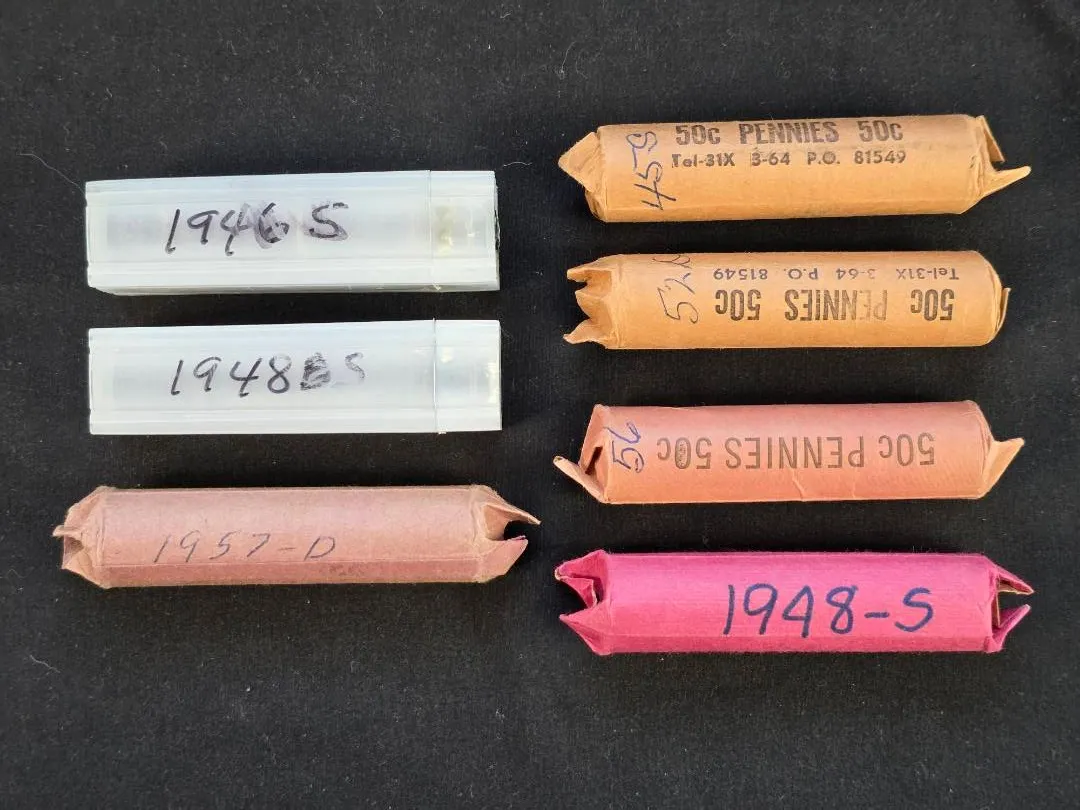 1946 S
1948 S
1957-D
45S
50c PENNIES 50c
Tel-31X 3-64 P.O. 81549
50c PENNIES 50c
Tel-31X 3-64 P.O. 81549
56
50c PENNIES 50c
1948-S